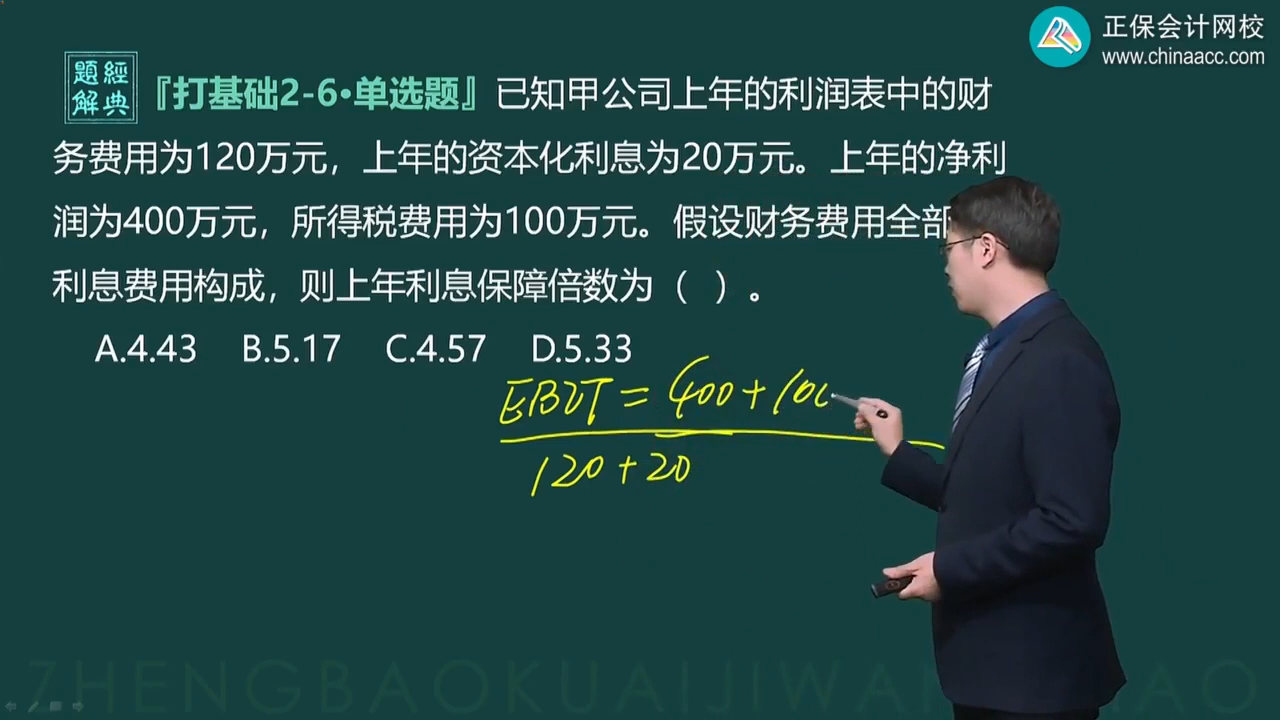 正保会计网校
www.chinaacc.com
經典題解
『打基础2-6•单选题』已知甲公司上年的利润表中的财
务费用为120万元，上年的资本化利息为20万元。上年的净利
润为400万元，所得税费用为100万元。假设财务费用全部
利息费用构成，则上年利息保障倍数为（ ）。
A.4.43 B.5.17 C.4.57 D.5.33
EBIT = 400+100
120+20